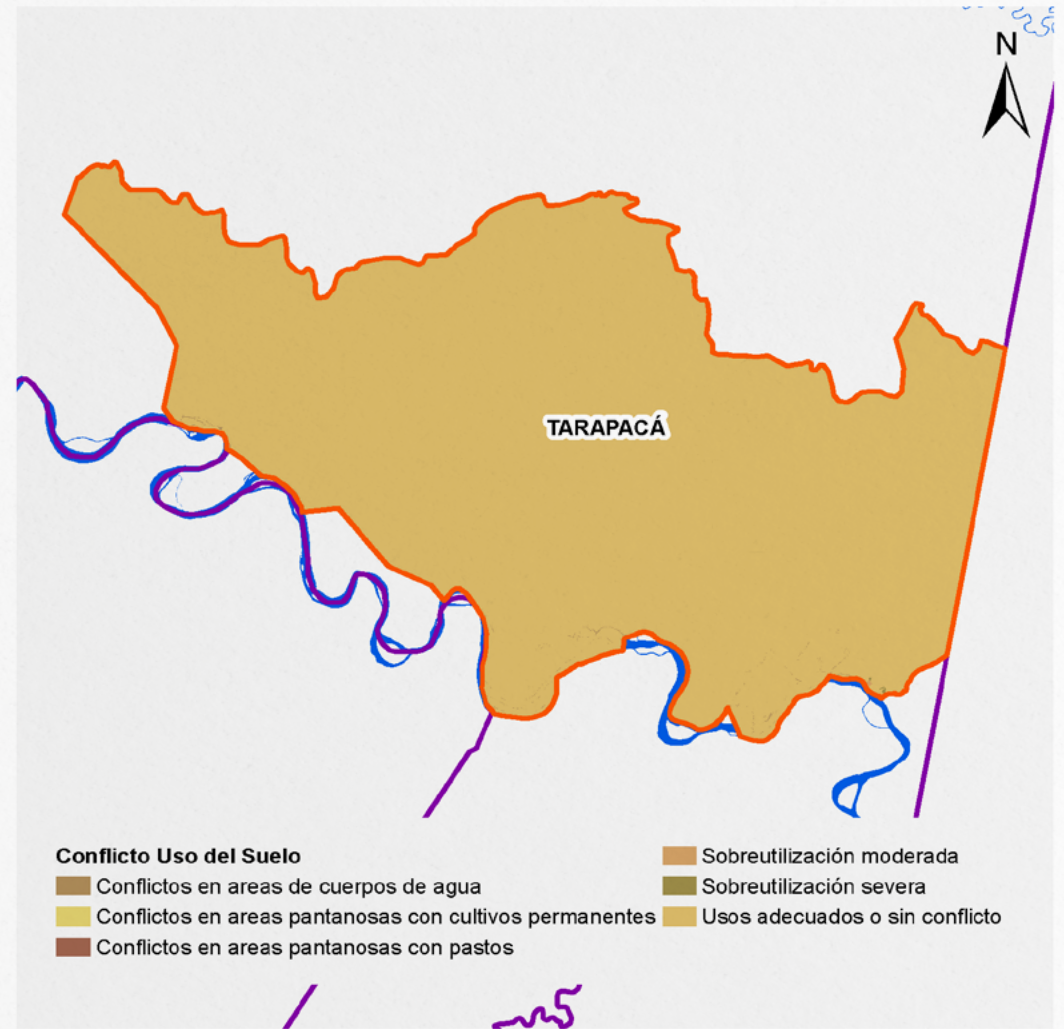 N
TARAPACÁ
Conflicto Uso del Suelo
Conflictos en areas de cuerpos de agua
Conflictos en areas pantanosas con cultivos permanentes
Conflictos en areas pantanosas con pastos
Sobreutilización moderada
Sobreutilización severa
Usos adecuados o sin conflicto